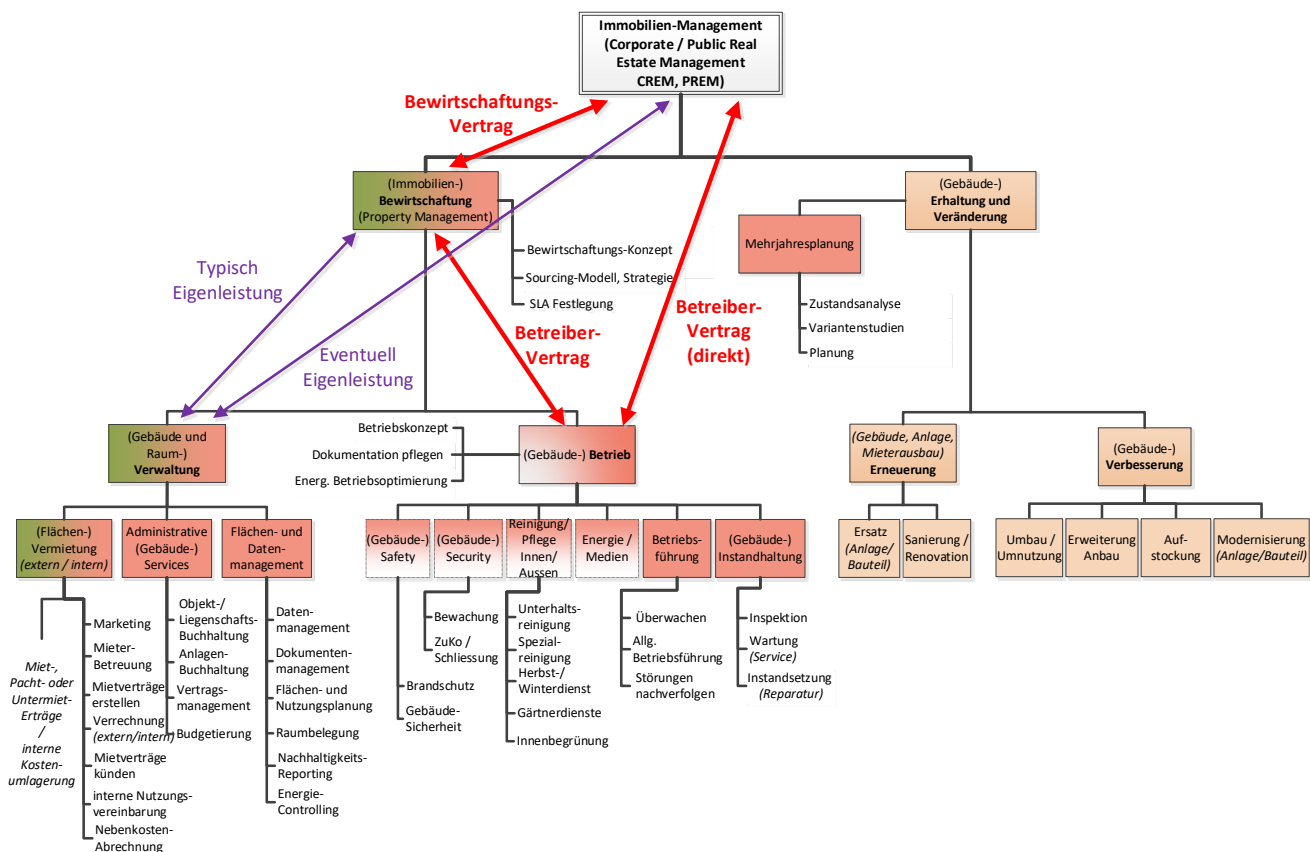 Immobilien-Management
(Corporate / Public Real
Estate Management
CREM, PREM)
Bewirtschaftungs-
Vertrag
(Immobilien-)
Bewirtschaftung
(Property Management)
(Gebäude-)
Erhaltung und
Veränderung
Bewirtschaftungs-Konzept
Sourcing-Modell, Strategie
SLA Festlegung
Mehrjahresplanung
Zustandsanalyse
Variantenstudien
Planung
Typisch
Eigenleistung
Eventuell
Eigenleistung
Betreiber-
Vertrag
Betreiber-
Vertrag
(direkt)
(Gebäude und
Raum-)
Verwaltung
Betriebskonzept
Dokumentation pflegen
Energ. Betriebsoptimierung
(Gebäude-) Betrieb
(Gebäude, Anlage,
Mieterausbau)
Erneuerung
(Gebäude-)
Verbesserung
(Flächen-)
Vermietung
(extern / intern)
Administrative
(Gebäude-)
Services
Flächen- und
Daten-
management
(Gebäude-)
Safety
(Gebäude-)
Security
Reinigung/
Pflege
Innen/
Aussen
Energie /
Medien
Betriebs-
führung
(Gebäude-)
Instandhaltung
Ersatz
(Anlage/
Bauteil)
Sanierung /
Renovation
Umbau /
Umnutzung
Erweiterung
Anbau
Auf-
stockung
Modernisierung
(Anlage/Bauteil)
Miet-,
Pacht- oder
Untermiet-
Erträge
/
interne
Kosten-
umlagerung
Marketing
Mieter-
Betreuung
Mietverträge
erstellen
Verrechnung
(extern/intern)
Mietverträge
künden
interne Nutzungs-
vereinbarung
Nebenkosten-
Abrechnung
Objekt-/
Liegenschafts-
Buchhaltung
Anlagen-
Buchhaltung
Vertrags-
management
Budgetierung
Daten-
management
Dokumenten-
management
Flächen- und
Nutzungsplanung
Raumbelegung
Nachhaltigkeits-
Reporting
Energie-
Controlling
Brandschutz
Gebäude-
Sicherheit
Bewachung
ZuKo /
Schliessung
Unterhalts-
reinigung
Spezial-
reinigung
Herbst-/
Winterdienst
Gärtnerdienste
Innenbegrünung
Überwachen
Allg.
Betriebsführung
Störungen
nachverfolgen
Inspektion
Wartung
(Service)
Instandsetzung
(Reparatur)